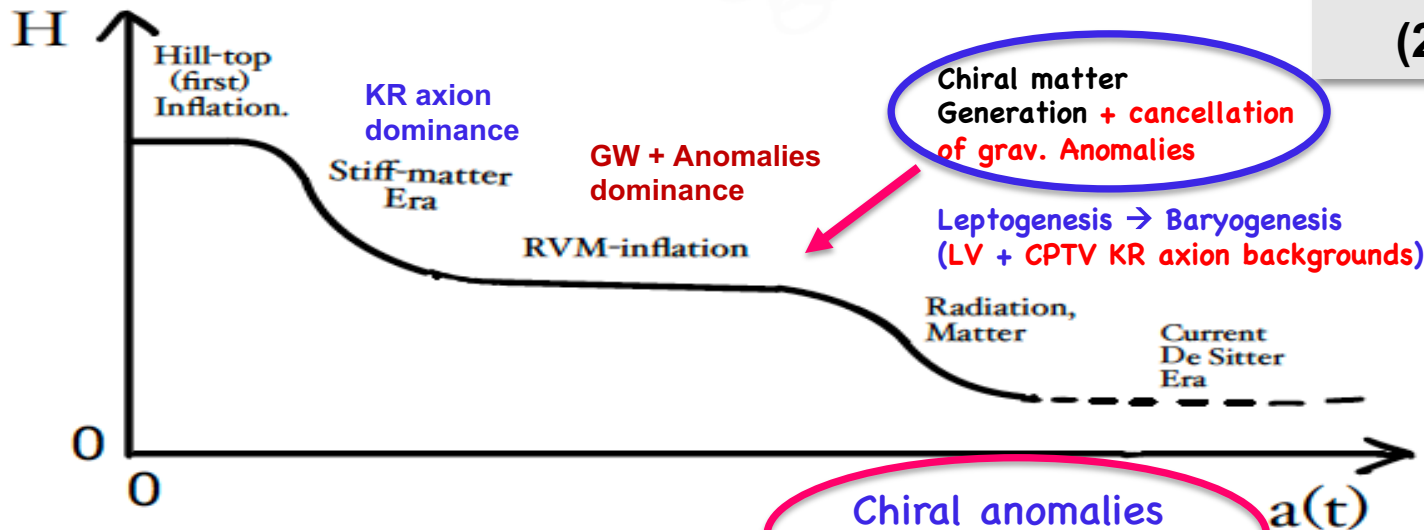 H
Hill-top
(first)
Inflation.
KR axion
dominance
Stiff-matter
Era
GW + Anomalies
dominance
RVM-inflation
(2
Chiral matter
Generation + cancellation
of grav. Anomalies
Leptogenesis → Baryogenesis
(LV + CPTV KR axion backgrounds)
Radiation,
Matter
Current
De Sitter
Era
0
0
Chiral anomalies
a(t)